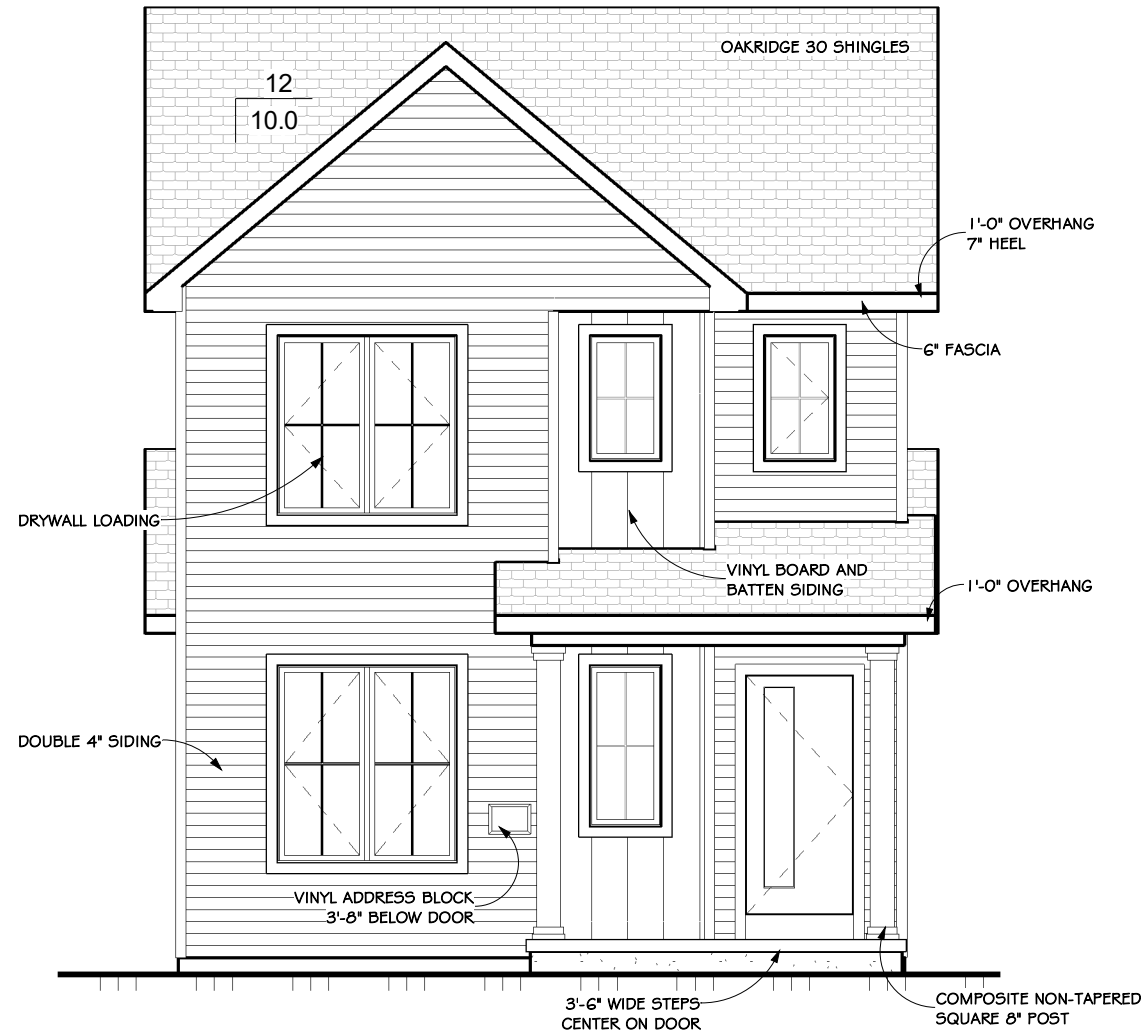 OAKRIDGE 30 SHINGLES
12
10.0
1'-0" OVERHANG
7" HEEL
6" FASCIA
DRYWALL LOADING
VINYL BOARD AND
BATTEN SIDING
1'-0" OVERHANG
DOUBLE 4" SIDING
VINYL ADDRESS BLOCK
3'-8" BELOW DOOR
3'-6" WIDE STEPS
CENTER ON DOOR
COMPOSITE NON-TAPERED
SQUARE 8" POST